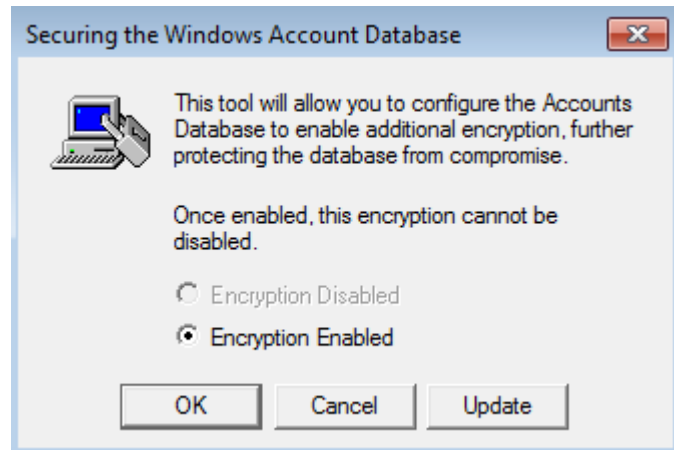 Securing the Windows Account Database
This tool will allow you to configure the Accounts
Database to enable additional encryption, further
protecting the database from compromise.
Once enabled, this encryption cannot be
disabled.
Encryption Disabled
Encryption Enabled
OK Cancel Update